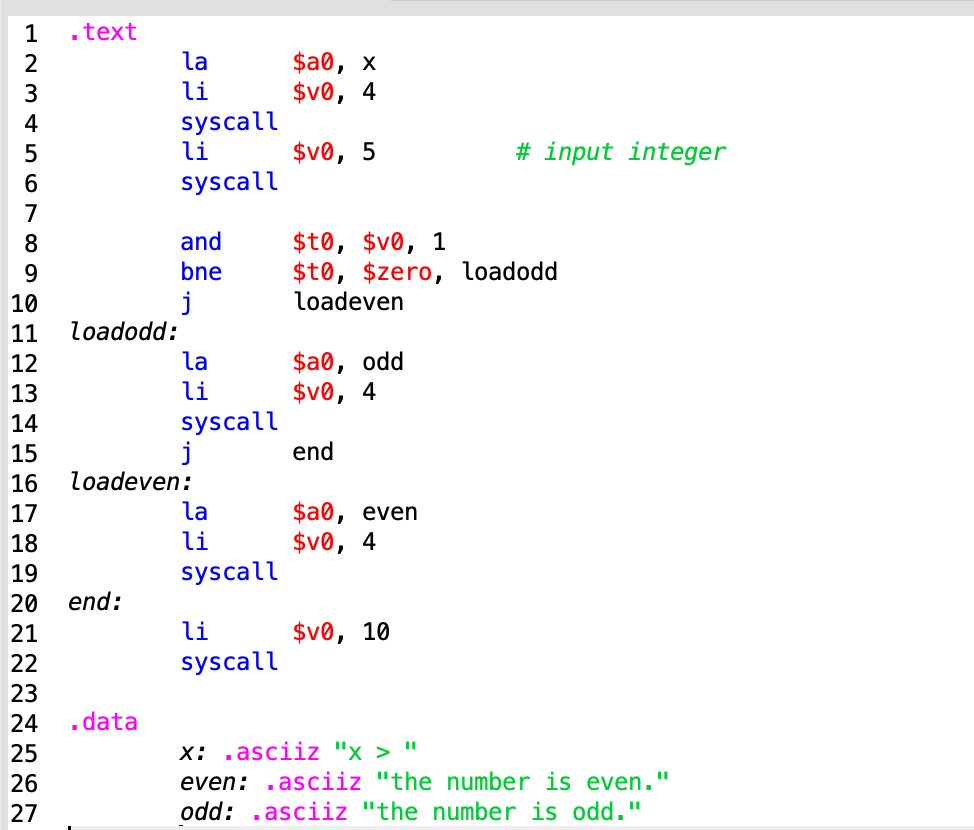 1 .text
2 la $a0, x
3 li $v0, 4
4 syscall
5 li $v0, 5 # input integer
6 syscall
7
8 and $t0, $v0, 1
9 bne $t0, $zero, loadodd
10 j loadeven
11 loadodd:
12 la $a0, odd
13 li $v0, 4
14 syscall
15 j end
16 loadeven:
17 la $a0, even
18 li $v0, 4
19 syscall
20 end:
21 li $v0, 10
22 syscall
23
24 .data
25 x: .asciiz "x > "
26 even: .asciiz "the number is even."
27 odd: .asciiz "the number is odd."